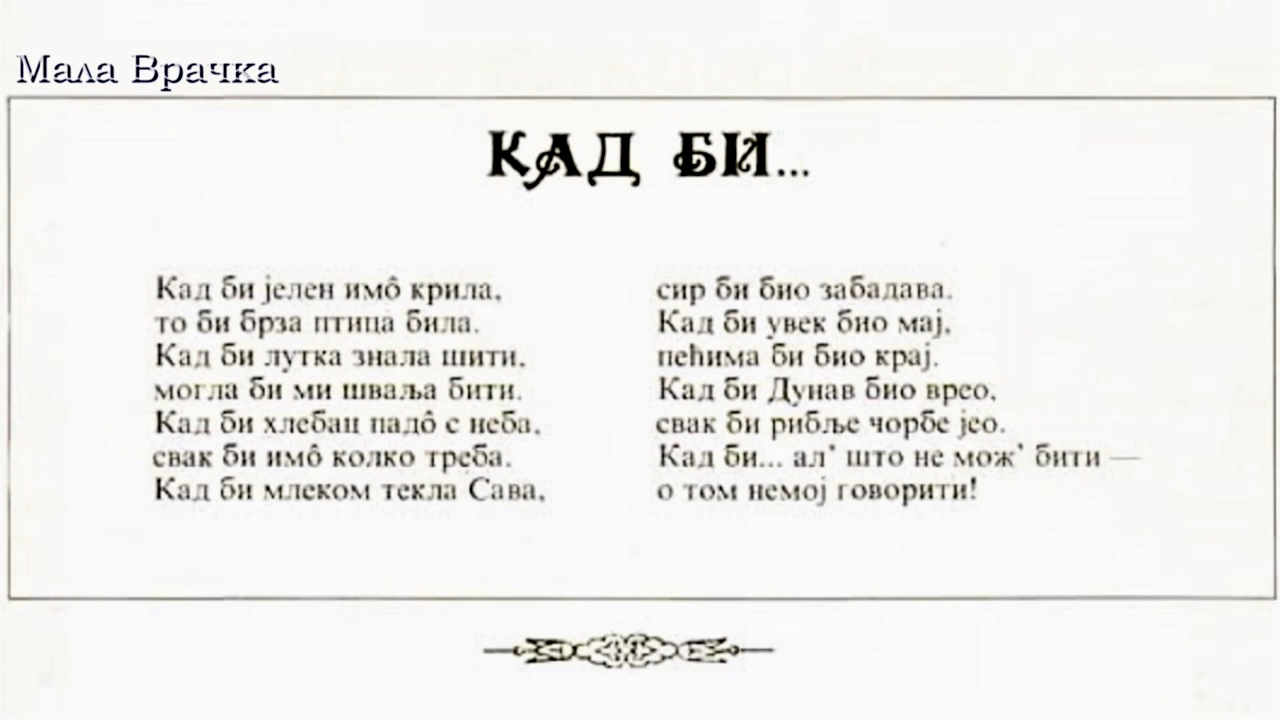 Мала Врачка
КАД БИ...
Кад би јелен имô крила,
то би брза птица била.
Кад би лутка знала шити,
могла би ми шваља бити.
Кад би хлебац падô с неба,
свак би имô колко треба.
Кад би млеком текла Сава,
сир би био забадава.
Кад би увек био мај,
пећима би био крај.
Кад би Дунав био врео,
свак би рибље чорбе јео.
Кад би... ал’ што не мож’ бити —
о том немој говорити!